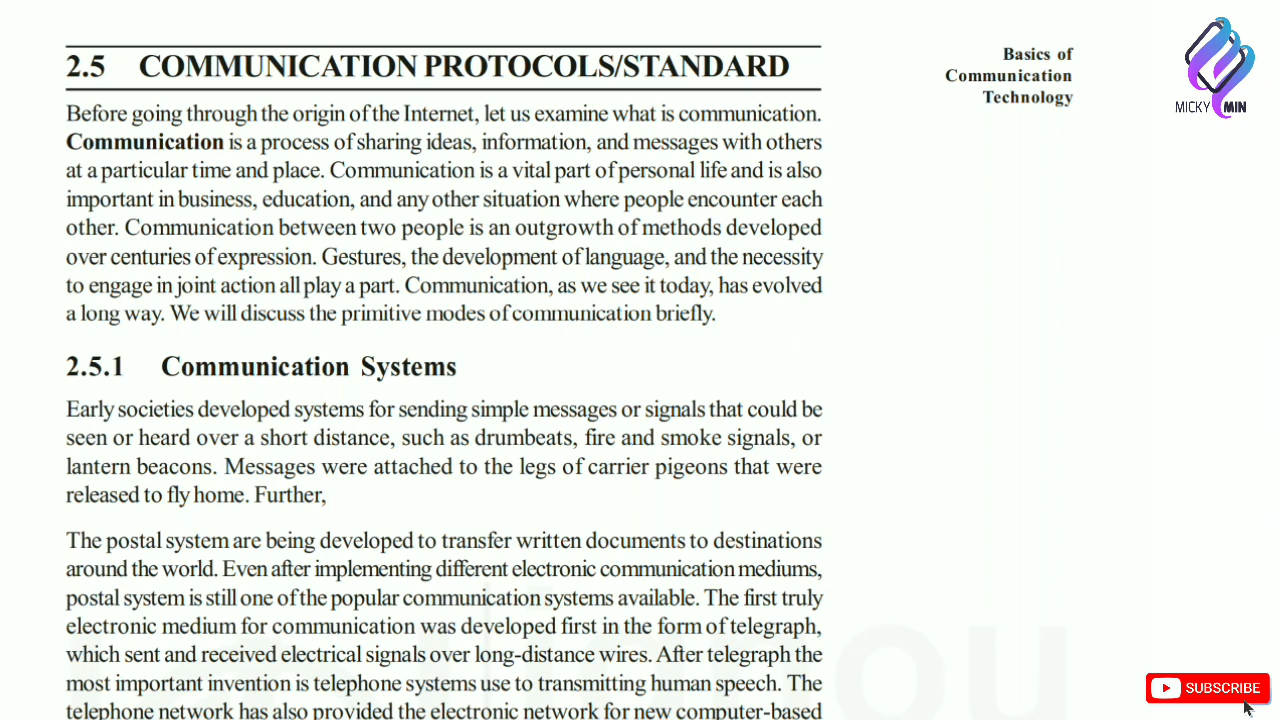 2.5 COMMUNICATION PROTOCOLS/STANDARD
Before going through the origin of the Internet, let us examine what is communication.
Communication is a process of sharing ideas, information, and messages with others
at a particular time and place. Communication is a vital part of personal life and is also
important in business, education, and any other situation where people encounter each
other. Communication between two people is an outgrowth of methods developed
over centuries of expression. Gestures, the development of language, and the necessity
to engage in joint action all play a part. Communication, as we see it today, has evolved
a long way. We will discuss the primitive modes of communication briefly.
2.5.1 Communication Systems
Early societies developed systems for sending simple messages or signals that could be
seen or heard over a short distance, such as drumbeats, fire and smoke signals, or
lantern beacons. Messages were attached to the legs of carrier pigeons that were
released to fly home. Further,
The postal system are being developed to transfer written documents to destinations
around the world. Even after implementing different electronic communication mediums,
postal system is still one of the popular communication systems available. The first truly
electronic medium for communication was developed first in the form of telegraph,
which sent and received electrical signals over long-distance wires. After telegraph the
most important invention is telephone systems use to transmitting human speech. The
telephone network has also provided the electronic network for new computer-based
Basics of
Communication
Technology
MICKY MIN
SUBSCRIBE